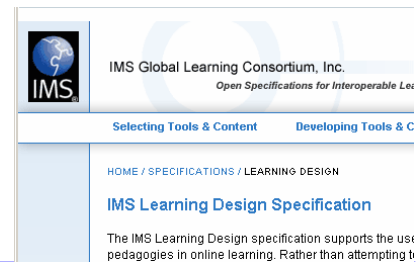 IMS
IMS Global Learning Consortium, Inc.
Open Specifications for Interoperable Lea
Selecting Tools & Content Developing Tools & C
HOME / SPECIFICATIONS / LEARNING DESIGN
IMS Learning Design Specification
The IMS Learning Design specification supports the use
pedagogies in online learning. Rather than attempting t